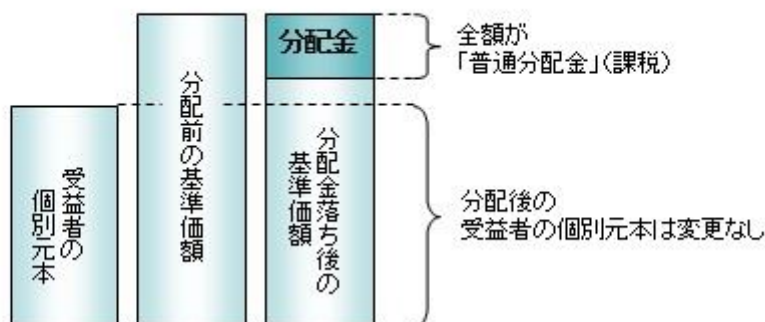 受益者の
個別元本
分配前の基準価額
分配金
分配金落ち後の
基準価額
全額が
「普通分配金」(課税)
分配後の
受益者の個別元本は変更なし